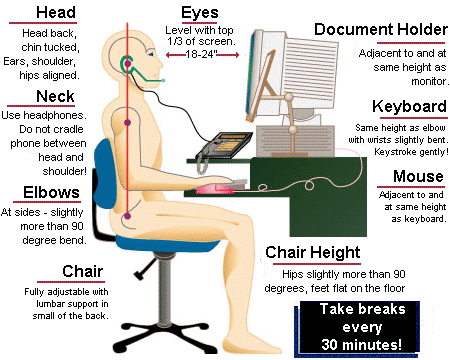 Head
Head back,
chin tucked,
Ears, shoulder,
hips aligned.
Neck
Use headphones.
Do not cradle
phone between
head and
shoulder!
Elbows
At sides - slightly
more than 90
degree bend.
Chair
Fully adjustable with
lumbar support in
small of the back.
Eyes
Level with top
1/3 of screen.
18-24"
Document Holder
Adjacent to and at
same height as
monitor.
Keyboard
Same height as elbow
with wrists slightly bent.
Keystroke gently!
Mouse
Adjacent to and
at same height
as keyboard.
Chair Height
Hips slightly more than 90
degrees, feet flat on the floor
Take breaks
every
30 minutes!